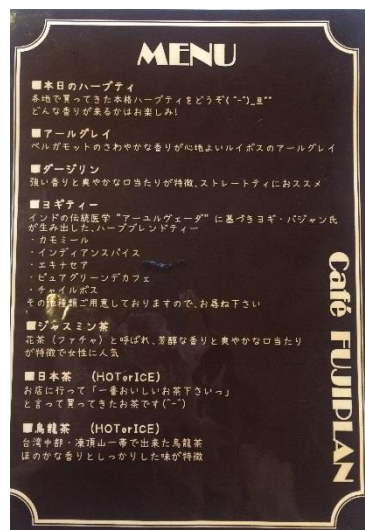 MENU
■本日のハーブティ
各地で買ってきた本格ハーブティをどうぞ(^-^)_旦""
どんな香りが来るかはお楽しみ!
■アールグレイ
ベルガモットのさわやかな香りが心地よいルイボスのアールグレイ
■ダージリン
強い香りと爽やかな口当たりが特徴、ストレートティにおススメ
■ヨギティー
インドの伝統医学“アーユルヴェーダ”に基づきヨギ・バジャン氏
が生み出した、ハーブブレンドティー
・カモミール
・インディアンスパイス
・エキナセア
・ピュアグリーンデカフェ
・チャイルボス
その他種類ご用意しておりますので、お尋ね下さい
■ジャスミン茶
花茶（ファチャ）と呼ばれ、芳醇な香りと爽やかな口当たり
が特徴で女性に人気
■日本茶　(HOTorICE)
お店に行って「一番おいしいお茶下さいっ」
と言って買ってきたお茶です(^-^)
■烏龍茶　(HOTorICE)
台湾中部・凍頂山一帯で出来た烏龍茶
ほのかな香りとしっかりした味が特徴
Café FUJIPLAN